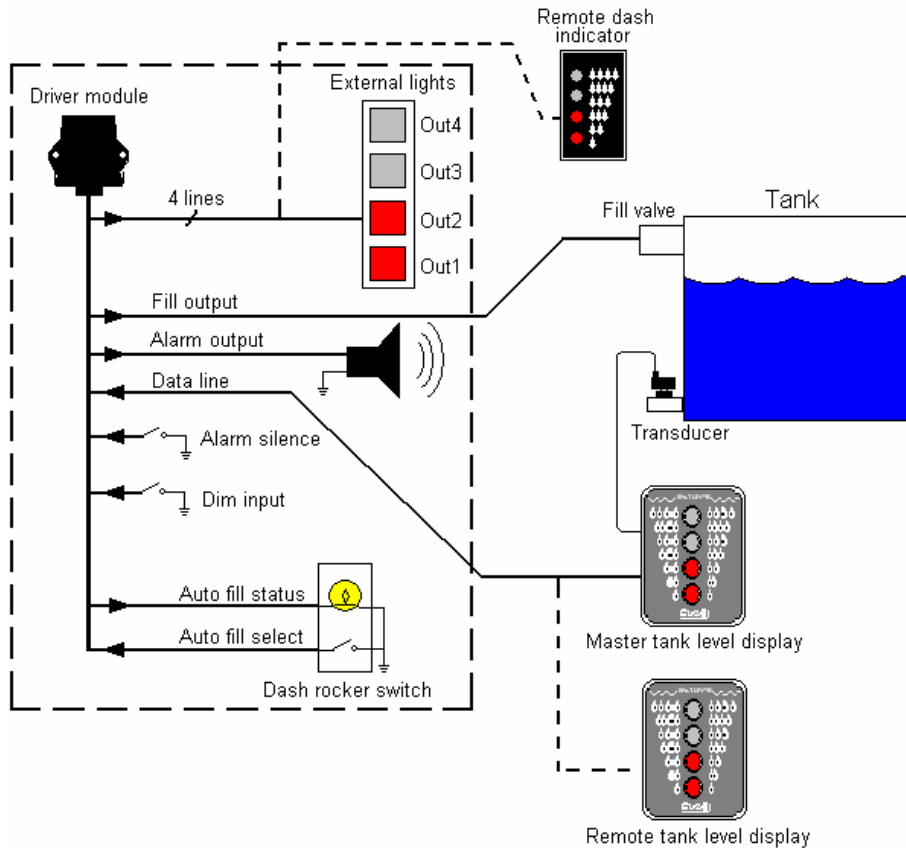 Remote dash
indicator
Driver module
External lights
Out4
Out3
Out2
Out1
4 lines
Tank
Fill valve
Fill output
Alarm output
Data line
Transducer
Alarm silence
Dim input
Auto fill status
Auto fill select
Dash rocker switch
Master tank level display
Remote tank level display